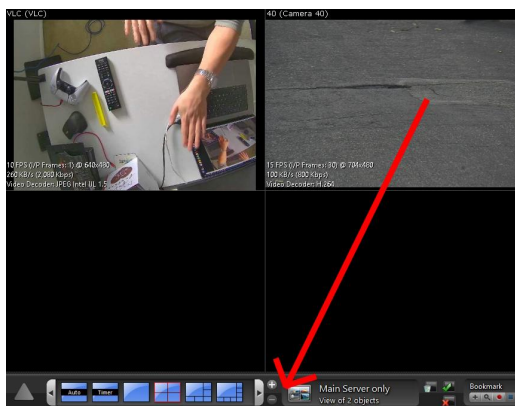 VLC (VLC)
10 FPS (I/P Frames: 1) @ 640x480
260 KB/s (2,080 Kbps)
Video Decoder: JPEG Intel IJL 1.5
40 (Camera 40)
15 FPS (I/P Frames: 30) @ 704x480
100 KB/s (800 Kbps)
Video Decoder: H.264
Auto
Timer
Main Server only
View of 2 objects
Bookmark